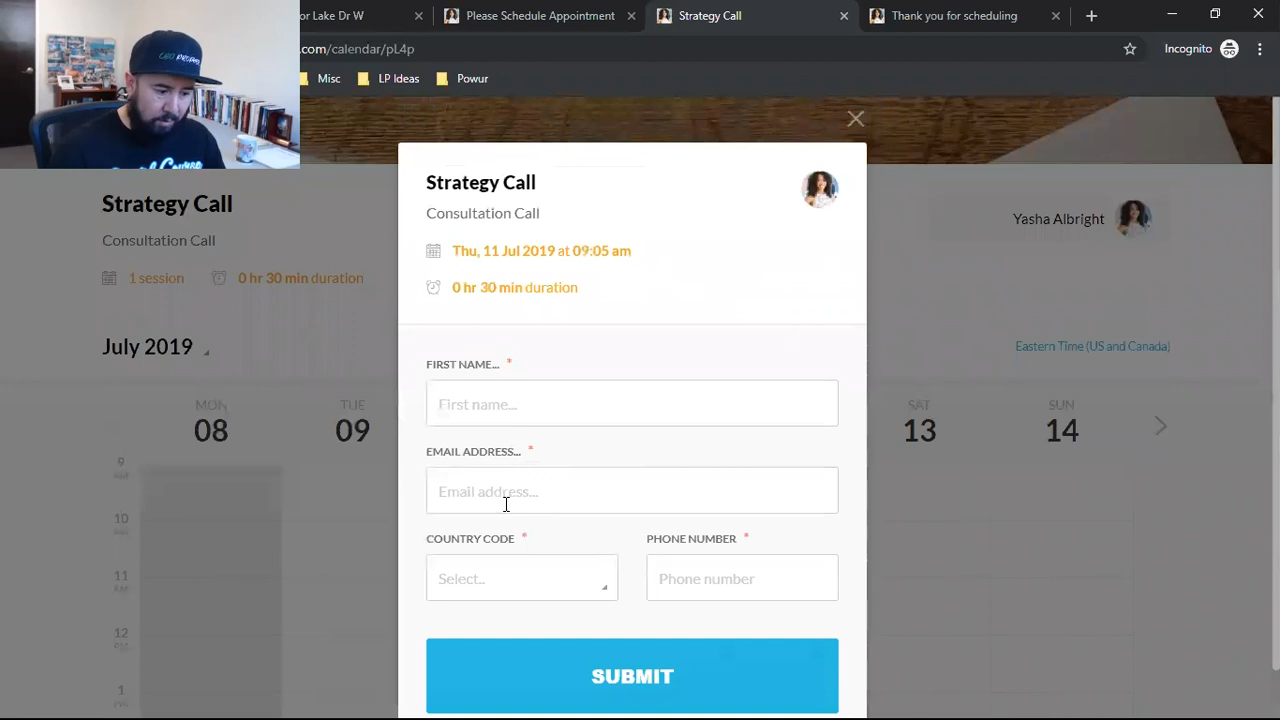 or Lake Dr W
Please Schedule Appointment
Strategy Call
Thank you for scheduling
.com/calendar/pL4p
Incognito
Misc
LP Ideas
Powur
Strategy Call
Consultation Call
1 session
0 hr 30 min duration
July 2019
Yasha Albright
Eastern Time (US and Canada)
MON
08
TUE
09
SAT
13
SUN
14
9
10
11
12
1
Strategy Call
Consultation Call
Thu, 11 Jul 2019 at 09:05 am
0 hr 30 min duration
FIRST NAME... *
First name...
EMAIL ADDRESS... *
Email address...
COUNTRY CODE *
Select..
PHONE NUMBER *
Phone number
SUBMIT